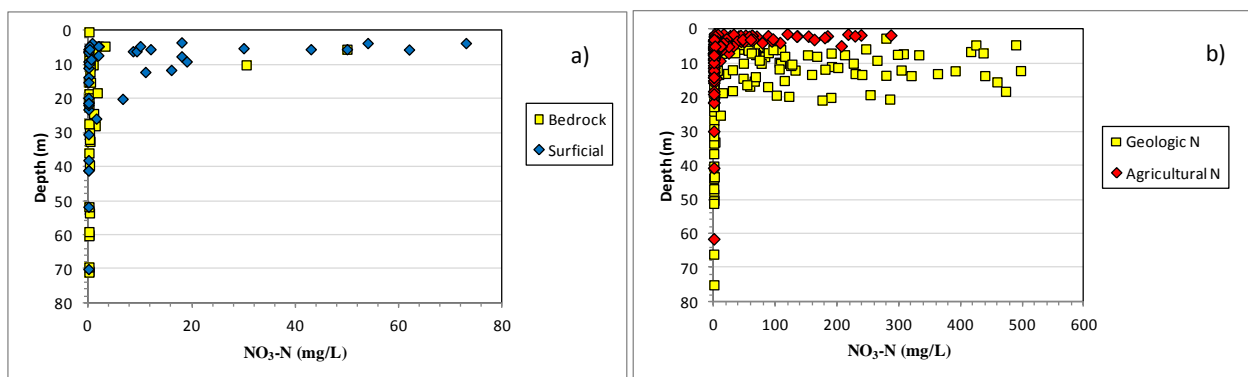 a)
0
10
20
30
40
50
60
70
80
Depth (m)
0 20 40 60 80
NO₃-N (mg/L)
Bedrock
Surficial
b)
0
10
20
30
40
50
60
70
80
Depth (m)
0 100 200 300 400 500 600
NO₃-N (mg/L)
Geologic N
Agricultural N